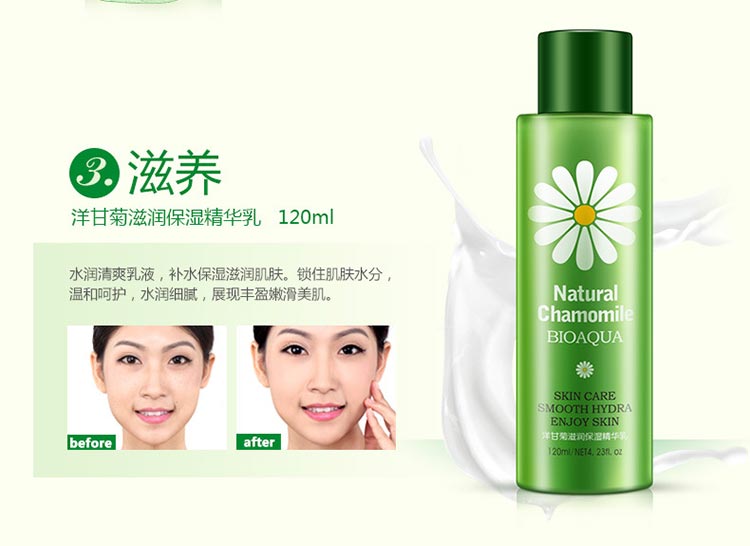 3. 滋养
洋甘菊滋润保湿精华乳 120ml
水润清爽乳液，补水保湿滋润肌肤。锁住肌肤水分，
温和呵护，水润细腻，展现丰盈嫩滑美肌。
before
after
Natural
Chamomile
BIOAQUA
SKIN CARE
SMOOTH HYDRA
ENJOY SKIN
洋甘菊滋润保湿精华乳
120ml/NET4. 23fl. oz